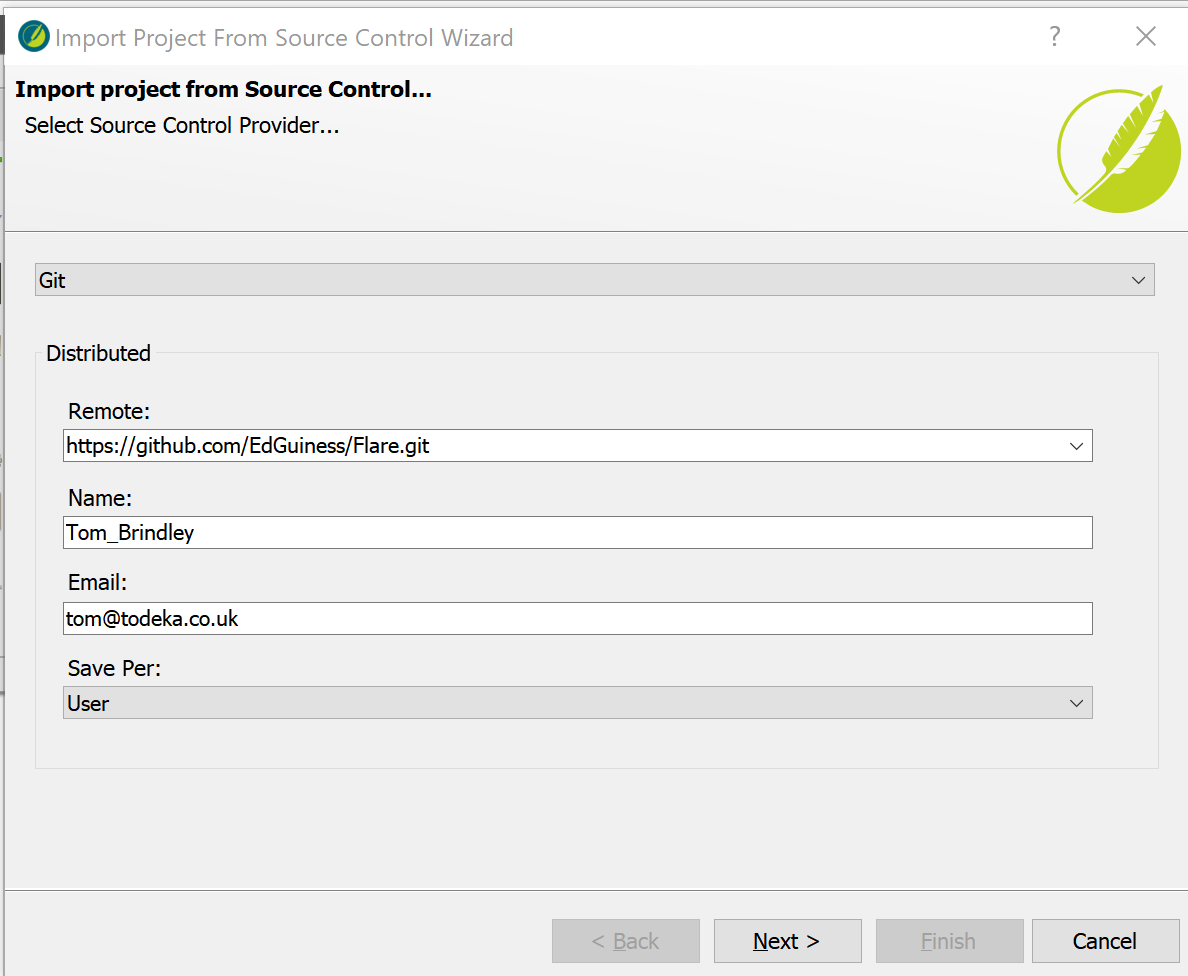 Import Project From Source Control Wizard
?
Import project from Source Control...
Select Source Control Provider...
Git
Distributed
Remote:
https://github.com/EdGuiness/Flare.git
Name:
Tom_Brindley
Email:
tom@todeka.co.uk
Save Per:
User
< Back Next > Finish Cancel